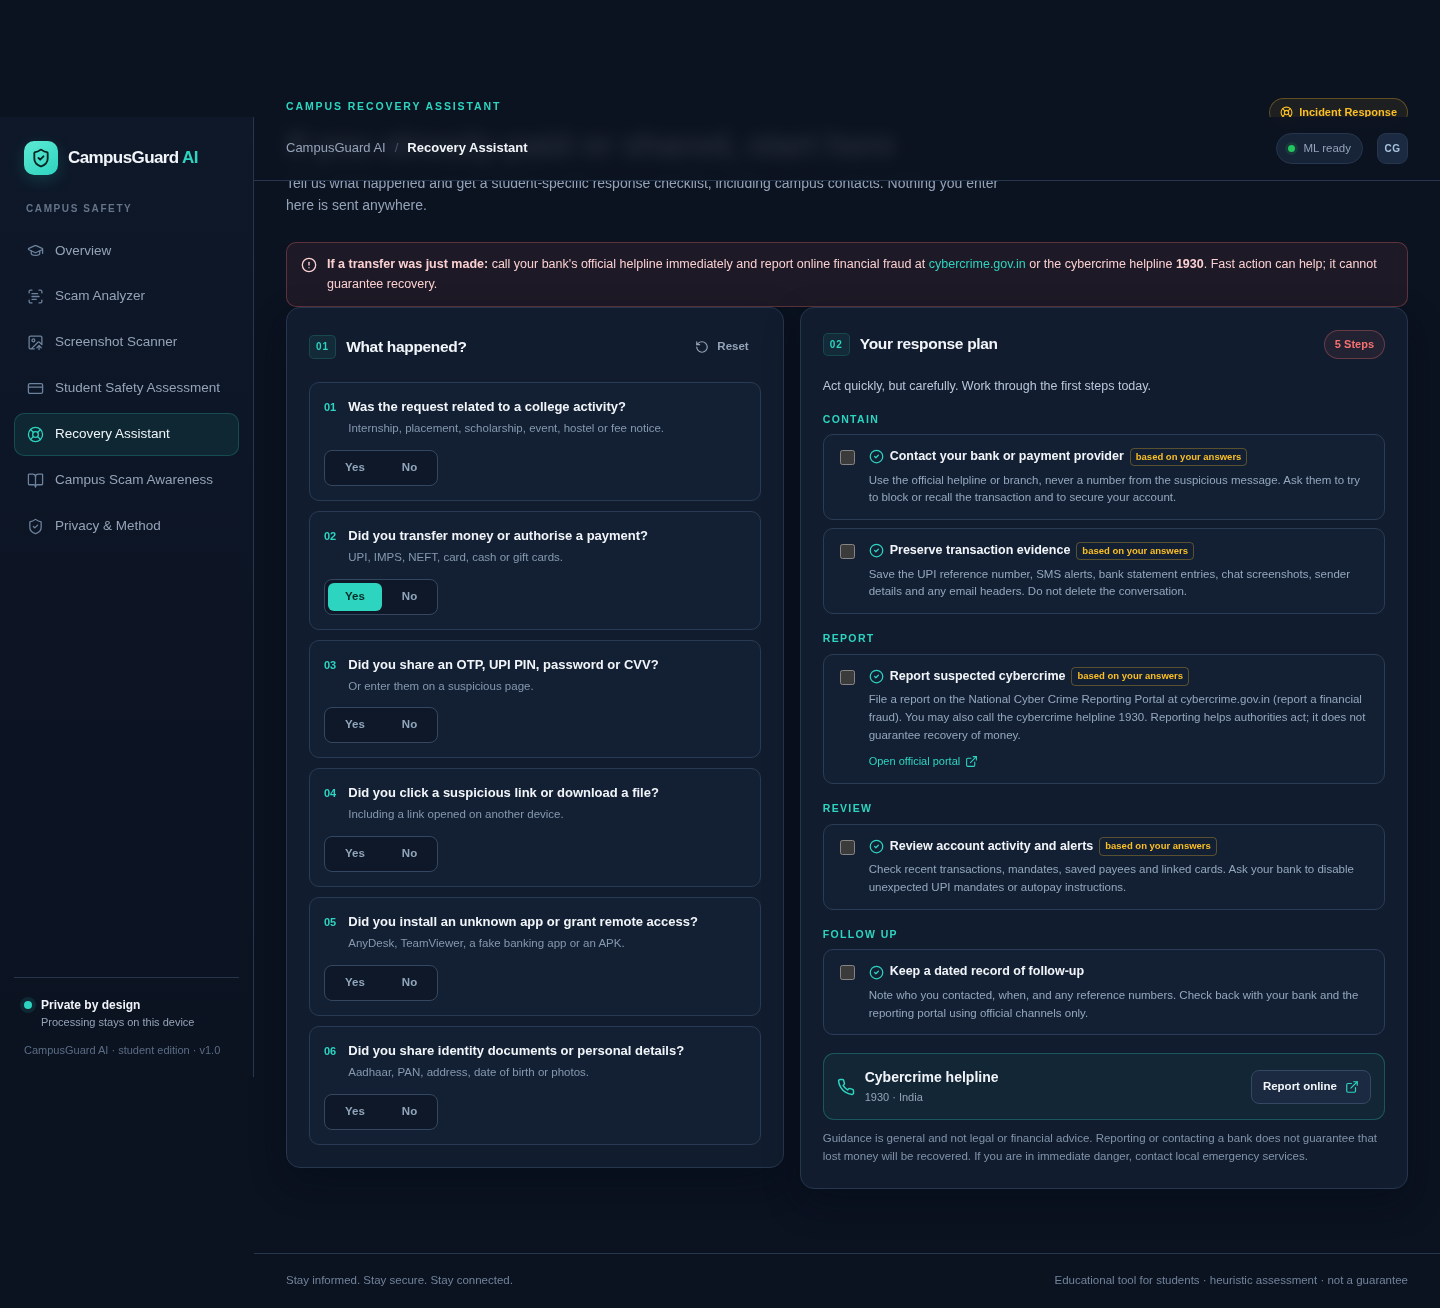 CAMPUS RECOVERY ASSISTANT
Incident Response
CampusGuard AI
CampusGuard AI / Recovery Assistant
ML ready
CG
Tell us what happened and get a student-specific response checklist, including campus contacts. Nothing you enter
here is sent anywhere.
CAMPUS SAFETY
Overview
Scam Analyzer
Screenshot Scanner
Student Safety Assessment
Recovery Assistant
Campus Scam Awareness
Privacy & Method
Private by design
Processing stays on this device
CampusGuard AI · student edition · v1.0
If a transfer was just made: call your bank's official helpline immediately and report online financial fraud at cybercrime.gov.in or the cybercrime helpline 1930. Fast action can help; it cannot
guarantee recovery.
01 What happened?
Reset
01 Was the request related to a college activity?
Internship, placement, scholarship, event, hostel or fee notice.
Yes No
02 Did you transfer money or authorise a payment?
UPI, IMPS, NEFT, card, cash or gift cards.
Yes No
03 Did you share an OTP, UPI PIN, password or CVV?
Or enter them on a suspicious page.
Yes No
04 Did you click a suspicious link or download a file?
Including a link opened on another device.
Yes No
05 Did you install an unknown app or grant remote access?
AnyDesk, TeamViewer, a fake banking app or an APK.
Yes No
06 Did you share identity documents or personal details?
Aadhaar, PAN, address, date of birth or photos.
Yes No
02 Your response plan
5 Steps
Act quickly, but carefully. Work through the first steps today.
CONTAIN
Contact your bank or payment provider based on your answers
Use the official helpline or branch, never a number from the suspicious message. Ask them to try
to block or recall the transaction and to secure your account.
Preserve transaction evidence based on your answers
Save the UPI reference number, SMS alerts, bank statement entries, chat screenshots, sender
details and any email headers. Do not delete the conversation.
REPORT
Report suspected cybercrime based on your answers
File a report on the National Cyber Crime Reporting Portal at cybercrime.gov.in (report a financial
fraud). You may also call the cybercrime helpline 1930. Reporting helps authorities act; it does not
guarantee recovery of money.
Open official portal
REVIEW
Review account activity and alerts based on your answers
Check recent transactions, mandates, saved payees and linked cards. Ask your bank to disable
unexpected UPI mandates or autopay instructions.
FOLLOW UP
Keep a dated record of follow-up
Note who you contacted, when, and any reference numbers. Check back with your bank and the
reporting portal using official channels only.
Cybercrime helpline
1930 · India
Report online
Guidance is general and not legal or financial advice. Reporting or contacting a bank does not guarantee that
lost money will be recovered. If you are in immediate danger, contact local emergency services.
Stay informed. Stay secure. Stay connected.
Educational tool for students · heuristic assessment · not a guarantee